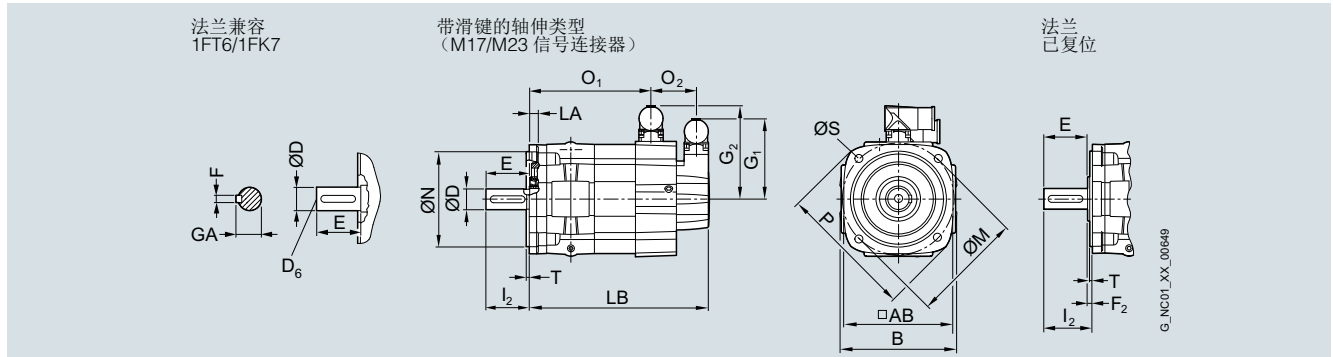 法兰兼容
1FT6/1FK7
带滑键的轴伸类型
（M17/M23 信号连接器）
法兰
已复位
O₁
O₂
LA
G₂
G₁
E
ØN
ØD
T
I₂
LB
F
ØD
GA
E
D₆
ØS
P
ØM
□AB
B
E
T
F₂
I₂
G_NC01_XX_00649